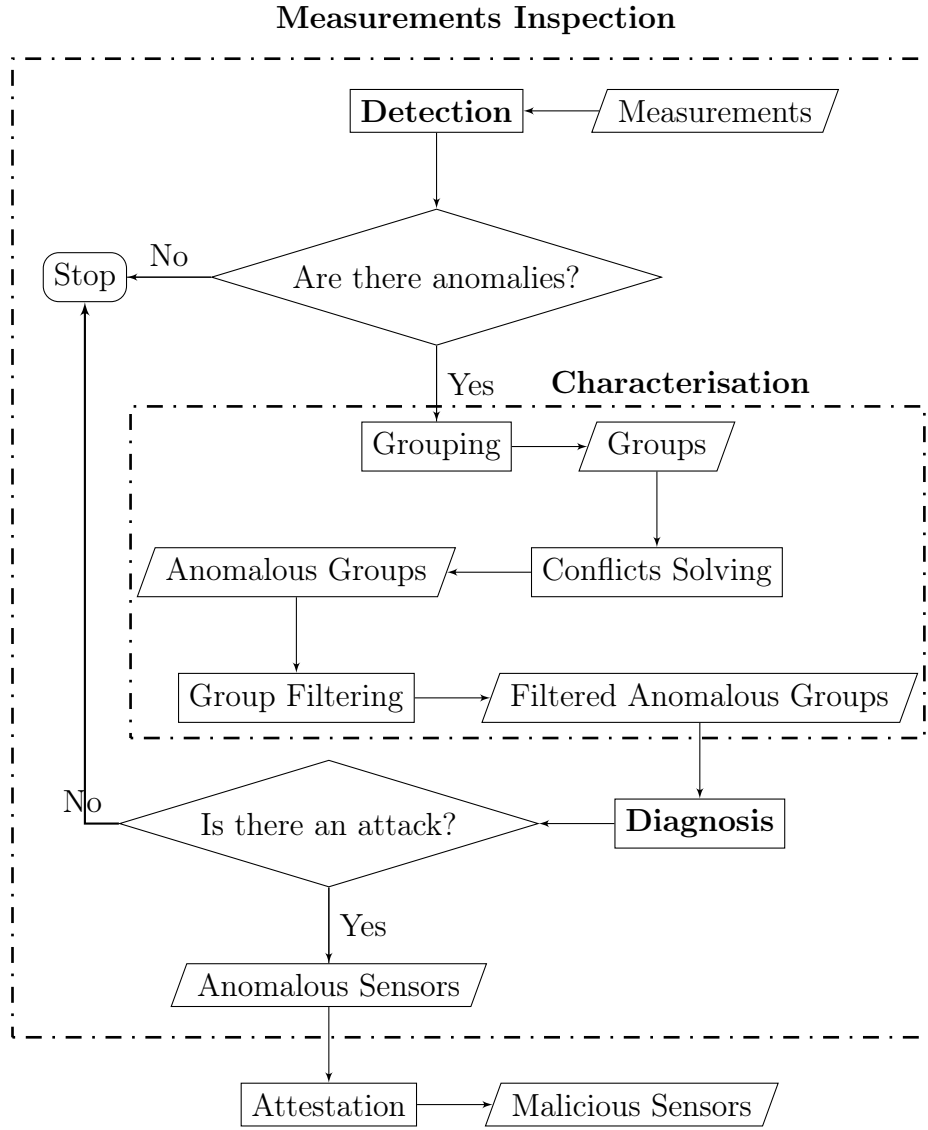 Measurements Inspection
Detection
Measurements
Are there anomalies?
No
Stop
Yes
Characterisation
Grouping
Groups
Anomalous Groups
Conflicts Solving
Group Filtering
Filtered Anomalous Groups
No
Is there an attack?
Diagnosis
Yes
Anomalous Sensors
Attestation
Malicious Sensors